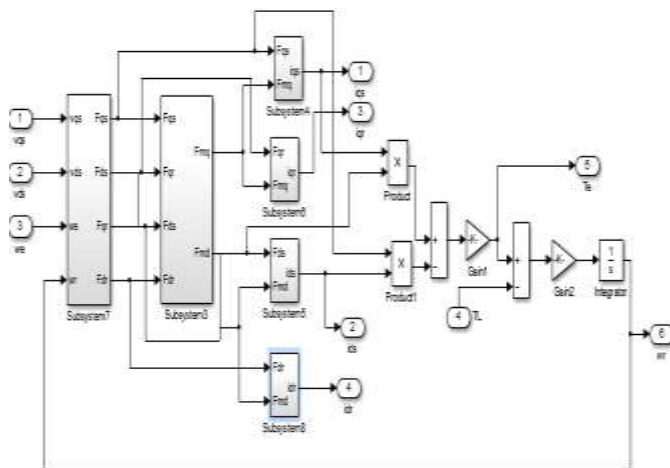 Fqs
iqs
Fmq
Subsystem4
1
iqs
3
iqr
1
vqs
vqs
Fqs
Fqs
Fmq
Fqr
iqr
Fmq
Subsystem6
X
Product
5
Te
2
vds
vds
Fds
Fqr
3
we
we
Fqr
Fds
Fmd
Fds
ids
Fmd
Subsystem5
X
Product1
+
-
-K-
Gain1
+
-
-K-
Gain2
1
s
Integrator
wr
Fdr
Subsystem7
Fdr
Subsystem3
4
TL
2
ids
6
wr
Fdr
idr
Fmd
Subsystem8
4
idr